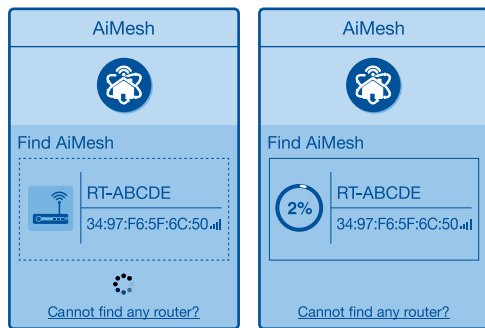 AiMesh
Find AiMesh
RT-ABCDE
34:97:F6:5F:6C:50
Cannot find any router?
AiMesh
Find AiMesh
2%
RT-ABCDE
34:97:F6:5F:6C:50
Cannot find any router?